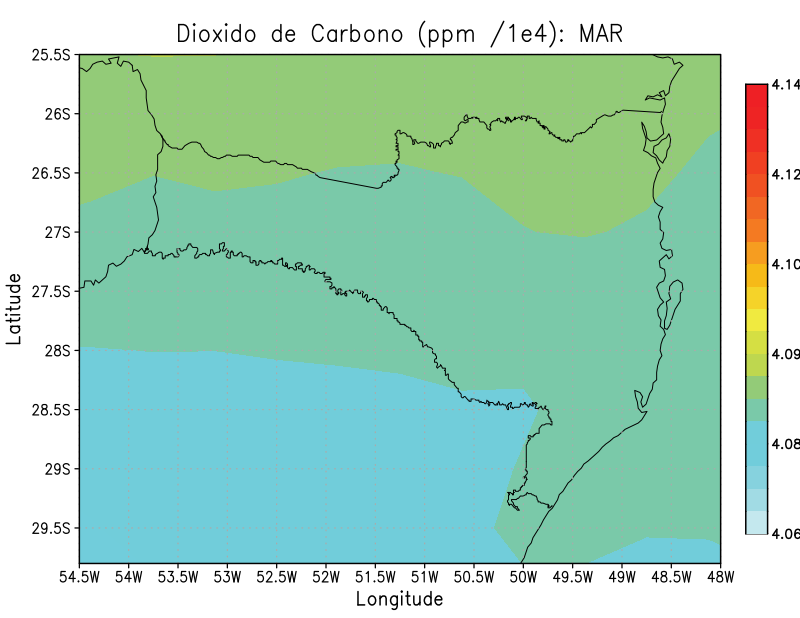 Dioxido de Carbono (ppm /1e4): MAR
25.5S
26S
26.5S
27S
27.5S
28S
28.5S
29S
29.5S
Latitude
54.5W 54W 53.5W 53W 52.5W 52W 51.5W 51W 50.5W 50W 49.5W 49W 48.5W 48W
Longitude
4.14
4.12
4.10
4.09
4.08
4.06